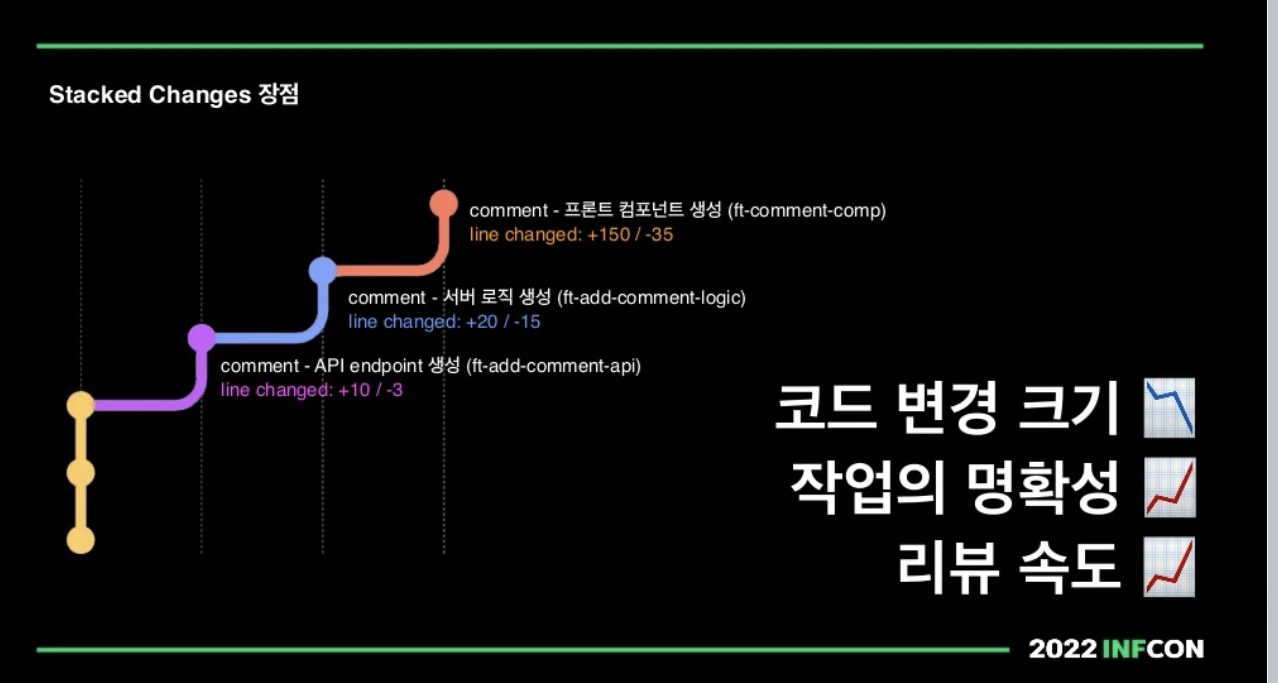 Stacked Changes 장점
comment - 프론트 컴포넌트 생성 (ft-comment-comp)
line changed: +150 / -35
comment - 서버 로직 생성 (ft-add-comment-logic)
line changed: +20 / -15
comment - API endpoint 생성 (ft-add-comment-api)
line changed: +10 / -3
코드 변경 크기
작업의 명확성
리뷰 속도
2022 INFCON